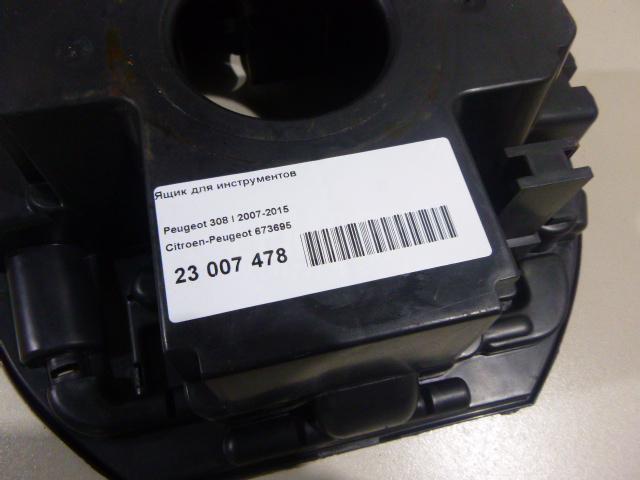 Ящик для инструментов
Peugeot 308 I 2007-2015
Citroen-Peugeot 673695
23 007 478